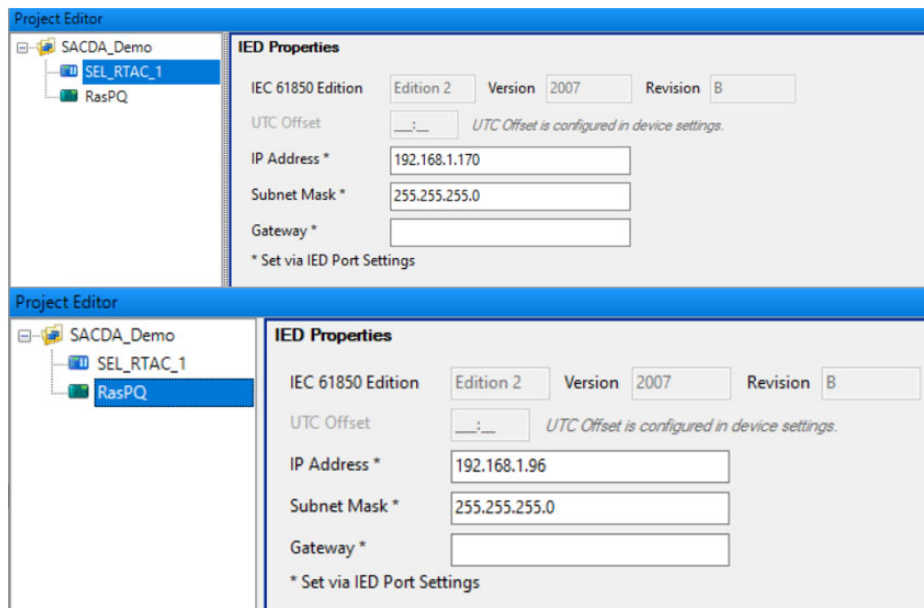 Project Editor
SACDA_Demo
SEL_RTAC_1
RasPQ
IED Properties
IEC 61850 Edition Edition 2 Version 2007 Revision B
UTC Offset __:__ UTC Offset is configured in device settings.
IP Address * 192.168.1.170
Subnet Mask * 255.255.255.0
Gateway *
* Set via IED Port Settings
Project Editor
SACDA_Demo
SEL_RTAC_1
RasPQ
IED Properties
IEC 61850 Edition Edition 2 Version 2007 Revision B
UTC Offset __:__ UTC Offset is configured in device settings.
IP Address * 192.168.1.96
Subnet Mask * 255.255.255.0
Gateway *
* Set via IED Port Settings